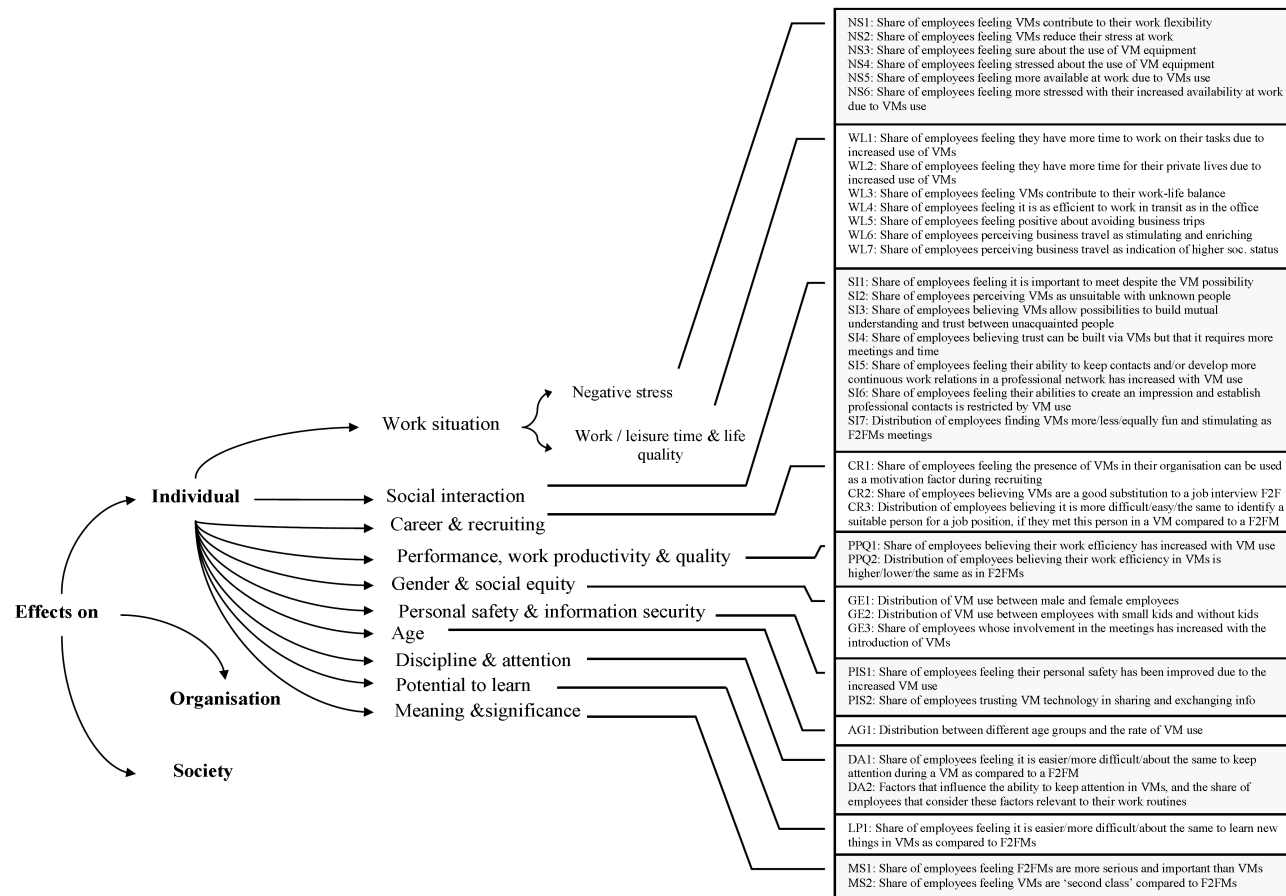 NS1: Share of employees feeling VMs contribute to their work flexibility
NS2: Share of employees feeling VMs reduce their stress at work
NS3: Share of employees feeling sure about the use of VM equipment
NS4: Share of employees feeling stressed about the use of VM equipment
NS5: Share of employees feeling more available at work due to VMs use
NS6: Share of employees feeling more stressed with their increased availability at work
due to VMs use
WL1: Share of employees feeling they have more time to work on their tasks due to
increased use of VMs
WL2: Share of employees feeling they have more time for their private lives due to
increased use of VMs
WL3: Share of employees feeling VMs contribute to their work-life balance
WL4: Share of employees feeling it is as efficient to work in transit as in the office
WL5: Share of employees feeling positive about avoiding business trips
WL6: Share of employees perceiving business travel as stimulating and enriching
WL7: Share of employees perceiving business travel as indication of higher soc. status
SI1: Share of employees feeling it is important to meet despite the VM possibility
SI2: Share of employees perceiving VMs as unsuitable with unknown people
SI3: Share of employees believing VMs allow possibilities to build mutual
understanding and trust between unacquainted people
SI4: Share of employees believing trust can be built via VMs but that it requires more
meetings and time
SI5: Share of employees feeling their ability to keep contacts and/or develop more
continuous work relations in a professional network has increased with VM use
SI6: Share of employees feeling their abilities to create an impression and establish
professional contacts is restricted by VM use
SI7: Distribution of employees finding VMs more/less/equally fun and stimulating as
F2FMs meetings
CR1: Share of employees feeling the presence of VMs in their organisation can be used
as a motivation factor during recruiting
CR2: Share of employees believing VMs are a good substitution to a job interview F2F
CR3: Distribution of employees believing it is more difficult/easy/the same to identify a
suitable person for a job position, if they met this person in a VM compared to a F2FM
PPQ1: Share of employees believing their work efficiency has increased with VM use
PPQ2: Distribution of employees believing their work efficiency in VMs is
higher/lower/the same as in F2FMs
GE1: Distribution of VM use between male and female employees
GE2: Distribution of VM use between employees with small kids and without kids
GE3: Share of employees whose involvement in the meetings has increased with the
introduction of VMs
PIS1: Share of employees feeling their personal safety has been improved due to the
increased VM use
PIS2: Share of employees trusting VM technology in sharing and exchanging info
AG1: Distribution between different age groups and the rate of VM use
DA1: Share of employees feeling it is easier/more difficult/about the same to keep
attention during a VM as compared to a F2FM
DA2: Factors that influence the ability to keep attention in VMs, and the share of
employees that consider these factors relevant to their work routines
LP1: Share of employees feeling it is easier/more difficult/about the same to learn new
things in VMs as compared to F2FMs
MS1: Share of employees feeling F2FMs are more serious and important than VMs
MS2: Share of employees feeling VMs are ‘second class’ compared to F2FMs
Negative stress
Work situation
Work / leisure time & life
quality
Individual
Social interaction
Career & recruiting
Performance, work productivity & quality
Gender & social equity
Personal safety & information security
Age
Discipline & attention
Potential to learn
Meaning &significance
Effects on
Organisation
Society